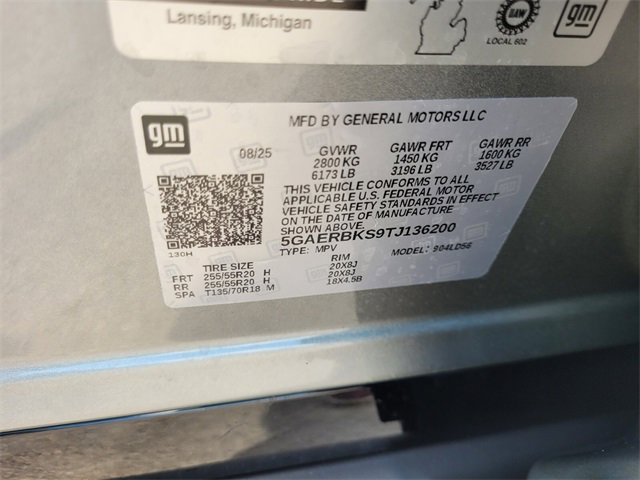 Lansing, Michigan
UAW
LOCAL 602
gm
gm
MFD BY GENERAL MOTORS LLC
08/25 GVWR GAWR FRT GAWR RR
2800 KG 1450 KG 1600 KG
6173 LB 3196 LB 3527 LB
THIS VEHICLE CONFORMS TO ALL
APPLICABLE U.S. FEDERAL MOTOR
VEHICLE SAFETY STANDARDS IN EFFECT
ON THE DATE OF MANUFACTURE
SHOWN ABOVE.
5GAERBKS9TJ136200
130H
TYPE: MPV MODEL: 904LD56
TIRE SIZE RIM
FRT 255/55R20 H 20X8J
RR 255/55R20 H 20X8J
SPA T135/70R18 M 18X4.5B